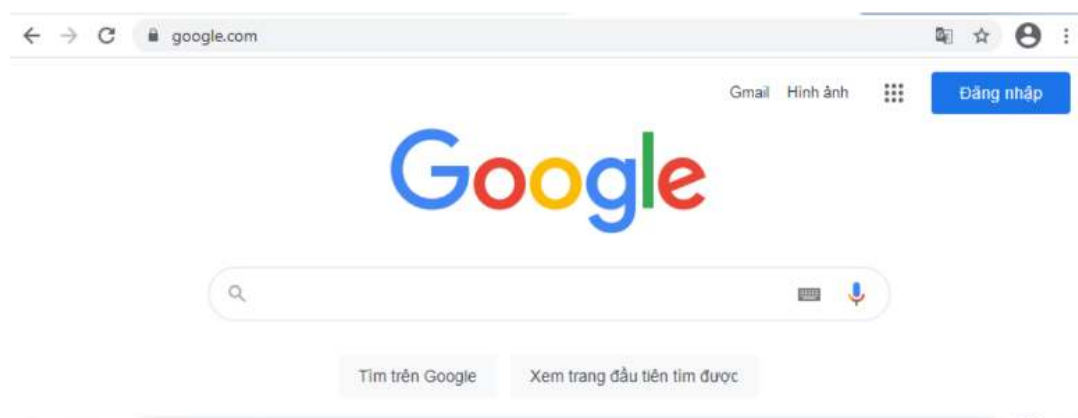 google.com
Gmail Hình ảnh Đăng nhập
Google
Tìm trên Google Xem trang đầu tiên tìm được